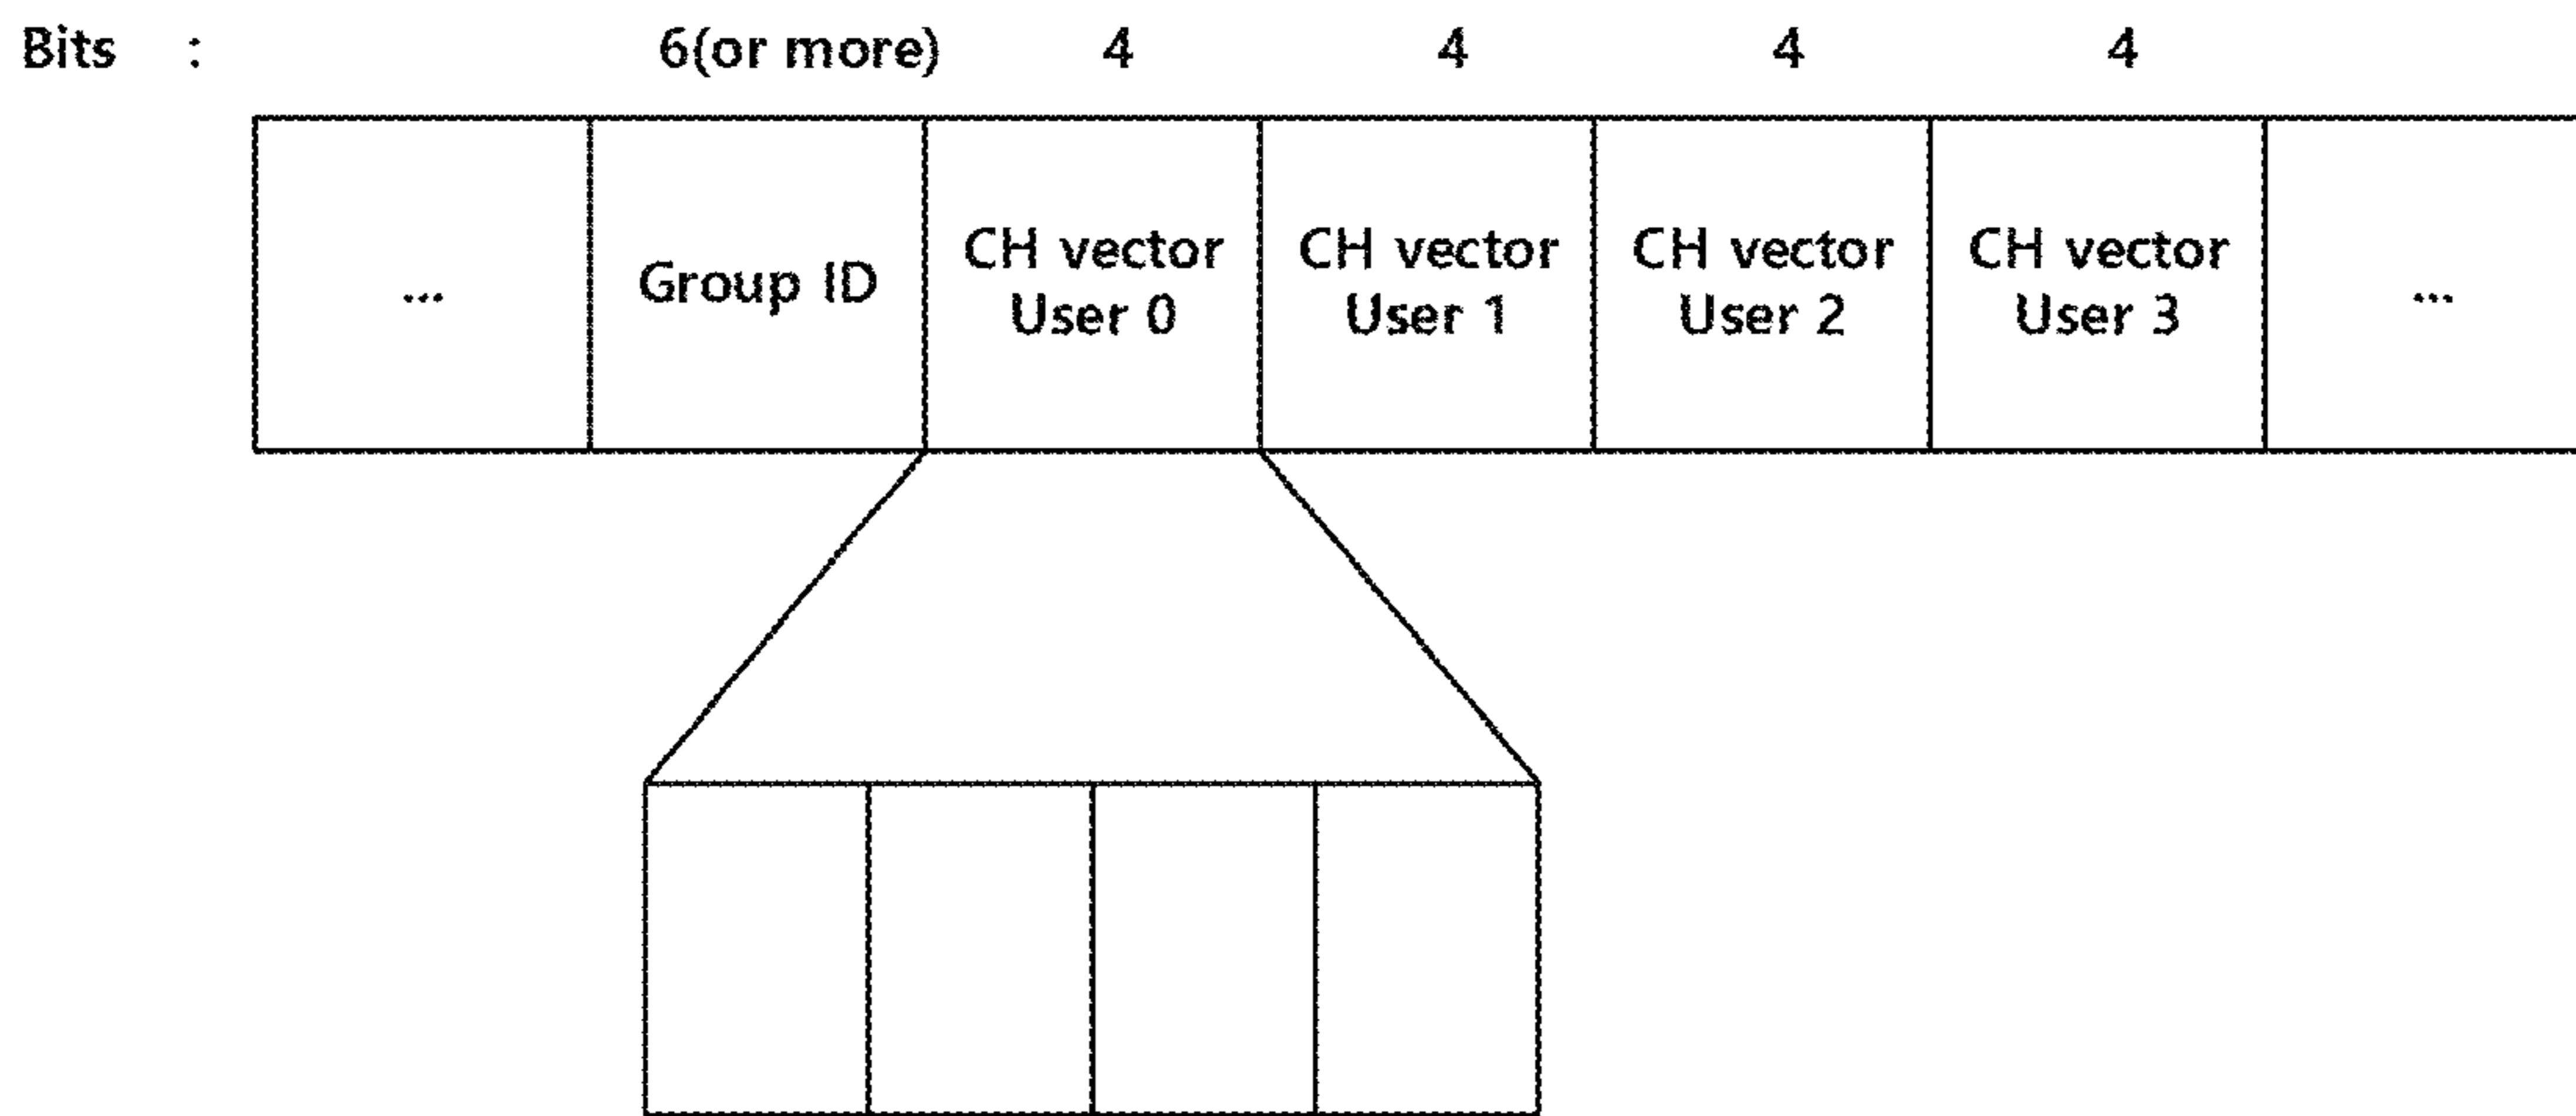 Bits : 6(or more) 4 4 4 4
... Group ID CH vector User 0 CH vector User 1 CH vector User 2 CH vector User 3 ...